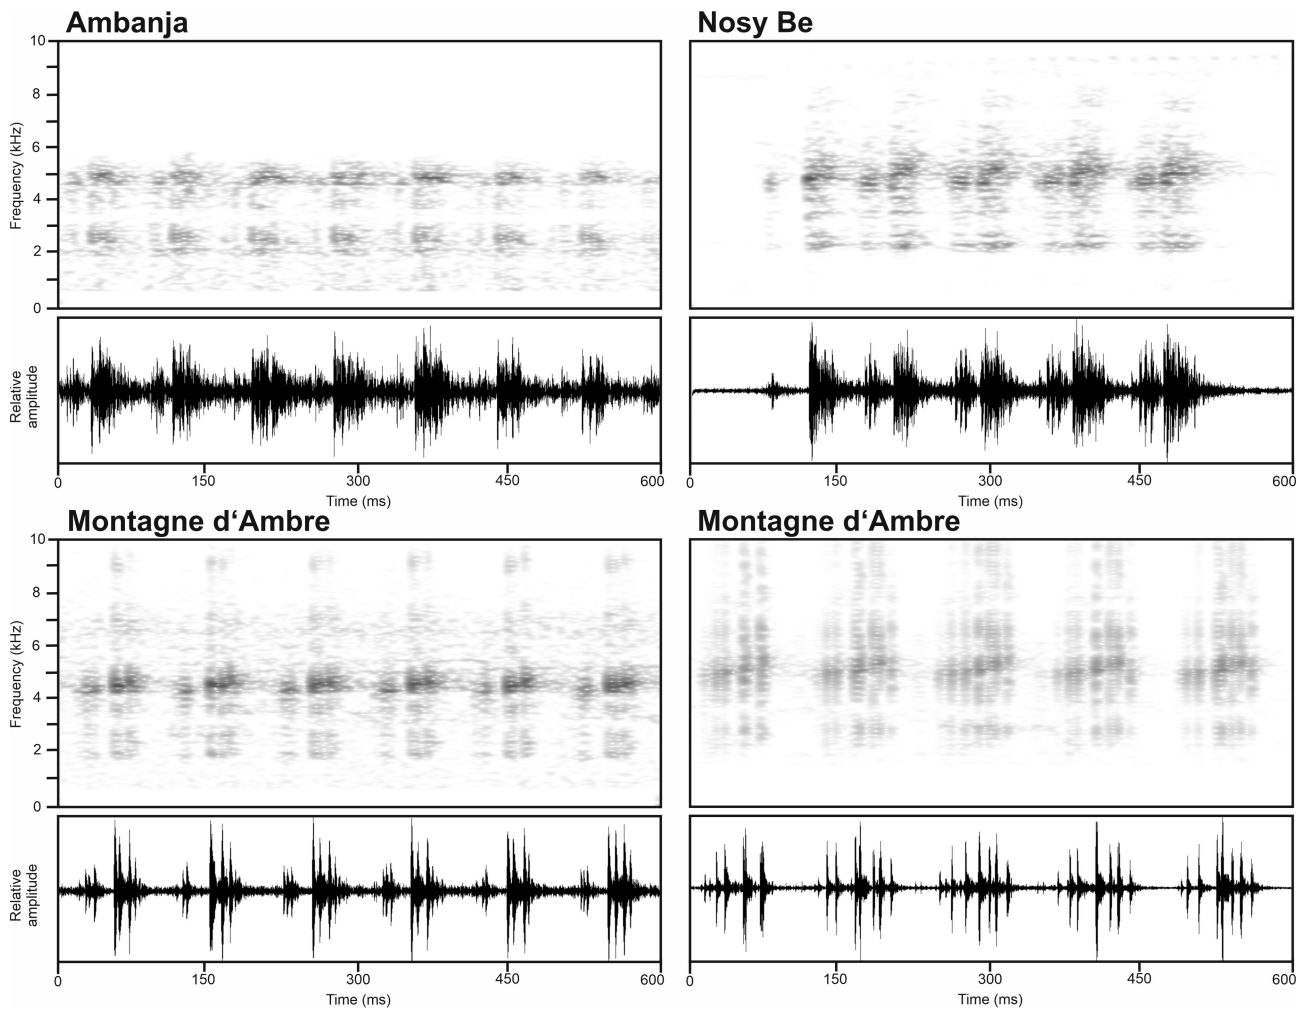 Ambanja
Nosy Be
10
8
6
4
2
0
Frequency (kHz)
Relative
amplitude
0 150 300 450 600
Time (ms)
0 150 300 450 600
Time (ms)
Montagne d‘Ambre
Montagne d‘Ambre
10
8
6
4
2
0
Frequency (kHz)
Relative
amplitude
0 150 300 450 600
Time (ms)
0 150 300 450 600
Time (ms)